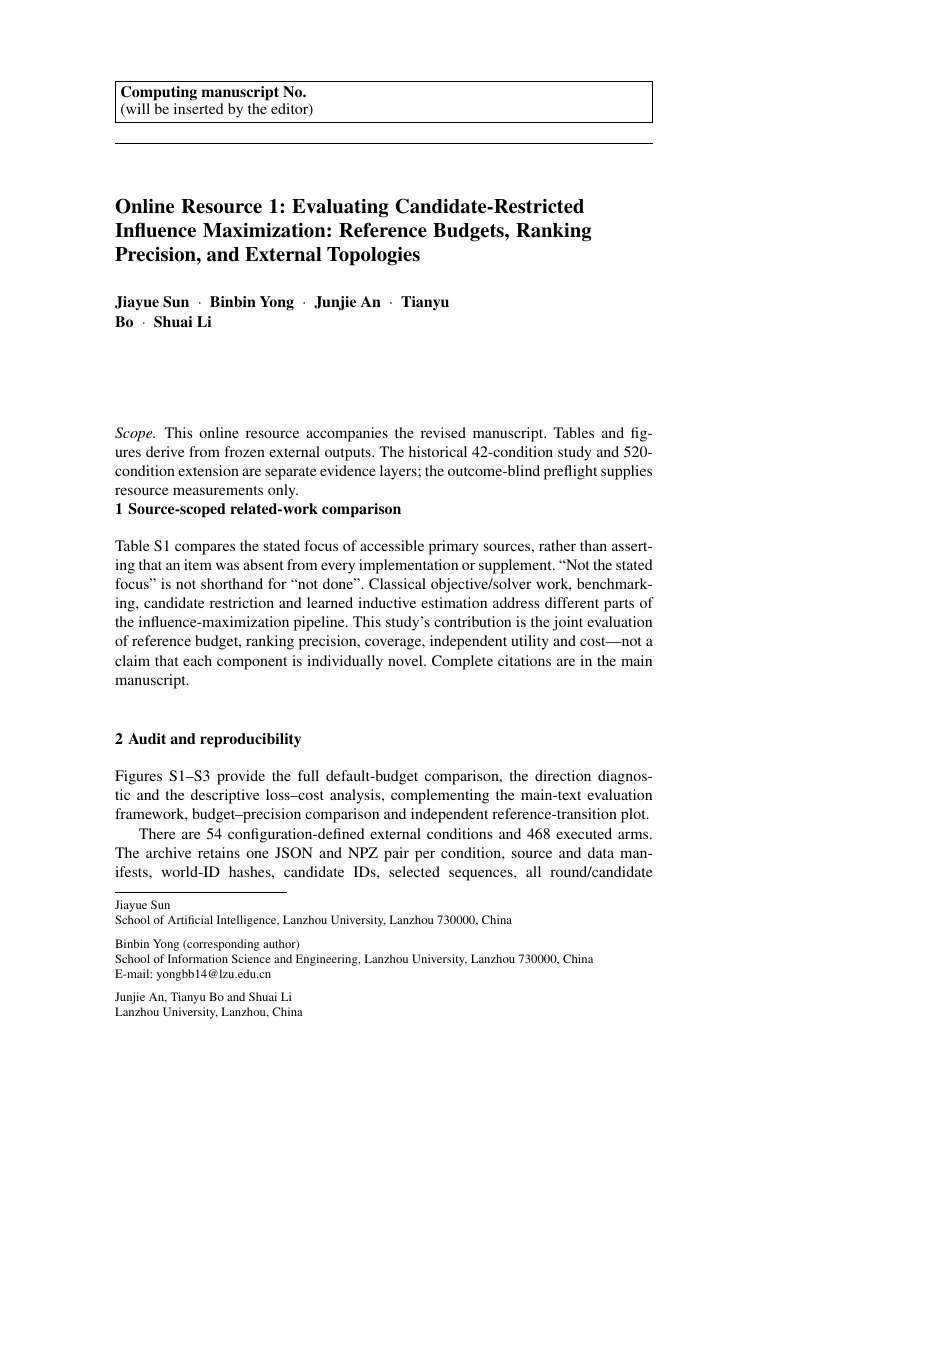 Computing manuscript No.
(will be inserted by the editor)
Online Resource 1: Evaluating Candidate-Restricted
Influence Maximization: Reference Budgets, Ranking
Precision, and External Topologies
Jiayue Sun · Binbin Yong · Junjie An · Tianyu
Bo · Shuai Li
Scope. This online resource accompanies the revised manuscript. Tables and fig-
ures derive from frozen external outputs. The historical 42-condition study and 520-
condition extension are separate evidence layers; the outcome-blind preflight supplies
resource measurements only.
1 Source-scoped related-work comparison
Table S1 compares the stated focus of accessible primary sources, rather than assert-
ing that an item was absent from every implementation or supplement. “Not the stated
focus” is not shorthand for “not done”. Classical objective/solver work, benchmark-
ing, candidate restriction and learned inductive estimation address different parts of
the influence-maximization pipeline. This study’s contribution is the joint evaluation
of reference budget, ranking precision, coverage, independent utility and cost—not a
claim that each component is individually novel. Complete citations are in the main
manuscript.
2 Audit and reproducibility
Figures S1–S3 provide the full default-budget comparison, the direction diagnos-
tic and the descriptive loss–cost analysis, complementing the main-text evaluation
framework, budget–precision comparison and independent reference-transition plot.
There are 54 configuration-defined external conditions and 468 executed arms.
The archive retains one JSON and NPZ pair per condition, source and data man-
ifests, world-ID hashes, candidate IDs, selected sequences, all round/candidate
Jiayue Sun
School of Artificial Intelligence, Lanzhou University, Lanzhou 730000, China
Binbin Yong (corresponding author)
School of Information Science and Engineering, Lanzhou University, Lanzhou 730000, China
E-mail: yongbb14@lzu.edu.cn
Junjie An, Tianyu Bo and Shuai Li
Lanzhou University, Lanzhou, China